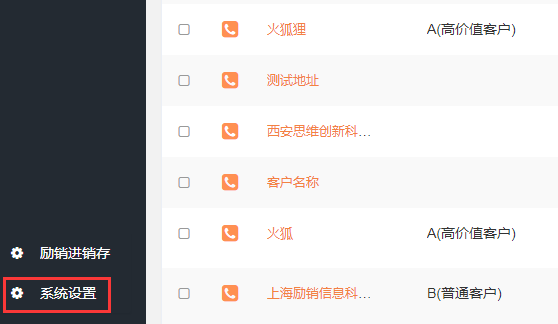 火狐狸 A(高价值客户)
测试地址
西安思维创新科...
客户名称
火狐 A(高价值客户)
上海励销信息科... B(普通客户)
励销进销存
系统设置